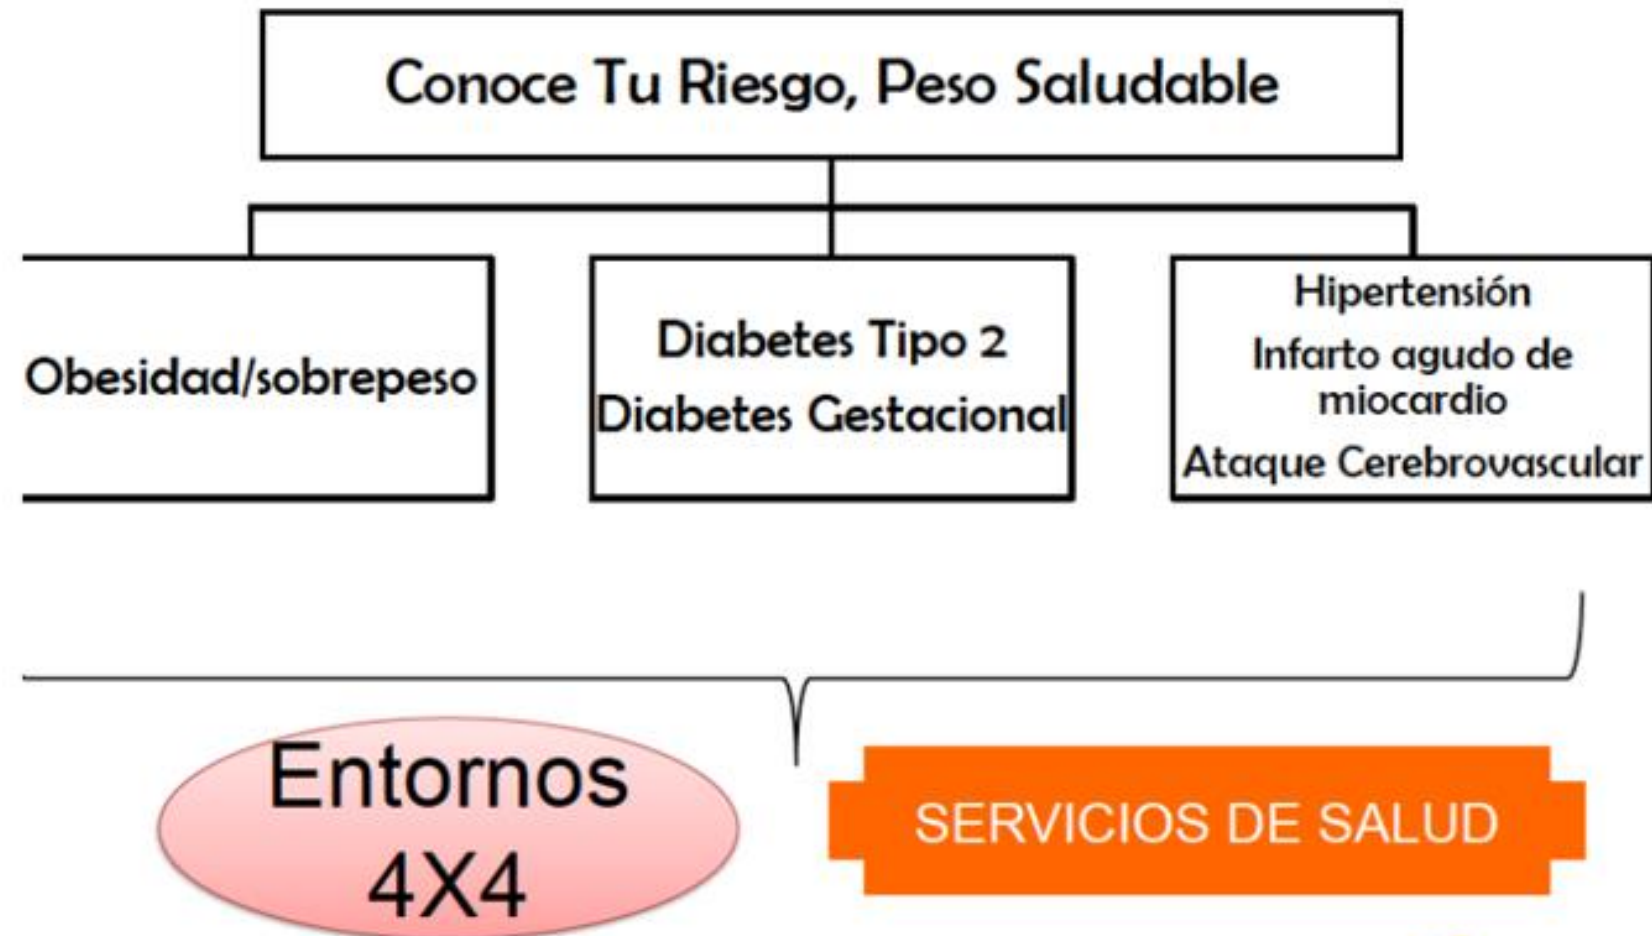 Conoce Tu Riesgo, Peso Saludable
Obesidad/sobrepeso
Diabetes Tipo 2
Diabetes Gestacional
Hipertensión
Infarto agudo de
miocardio
Ataque Cerebrovascular
Entornos
4X4
SERVICIOS DE SALUD